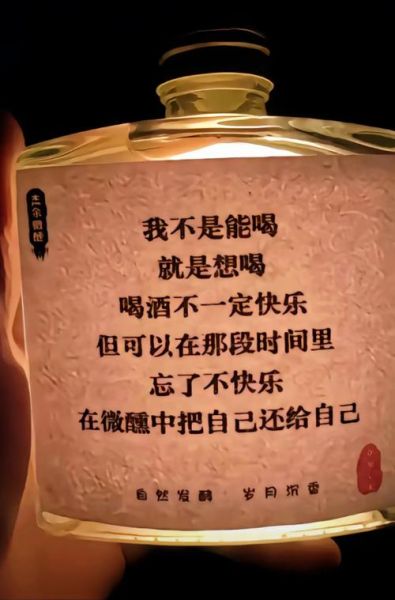 我不是能喝
就是想喝
喝酒不一定快乐
但可以在那段时间里
忘了不快乐
在微醺中把自己还给自己
自然发酵 岁月沉香